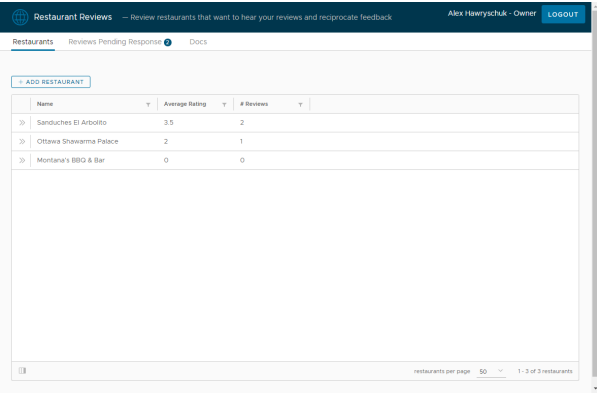 Restaurant Reviews — Review restaurants that want to hear your reviews and reciprocate feedback Alex Hawryschuk - Owner LOGOUT
Restaurants Reviews Pending Response 2 Docs
+ ADD RESTAURANT
Name Average Rating # Reviews
Sanduches El Arbolito 3.5 2
Ottawa Shawarma Palace 2 1
Montana's BBQ & Bar 0 0
restaurants per page 50 1 - 3 of 3 restaurants